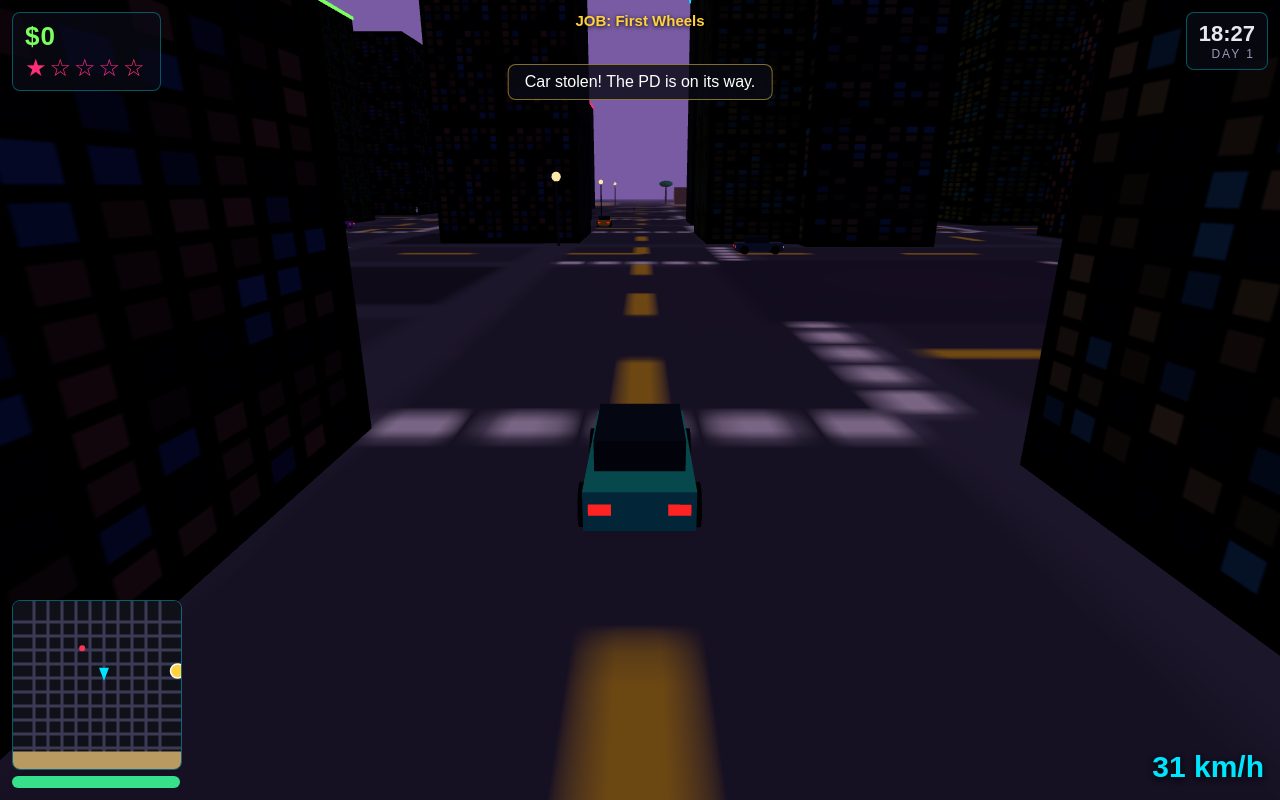 $0
★☆☆☆☆
JOB: First Wheels
Car stolen! The PD is on its way.
18:27
DAY 1
31 km/h